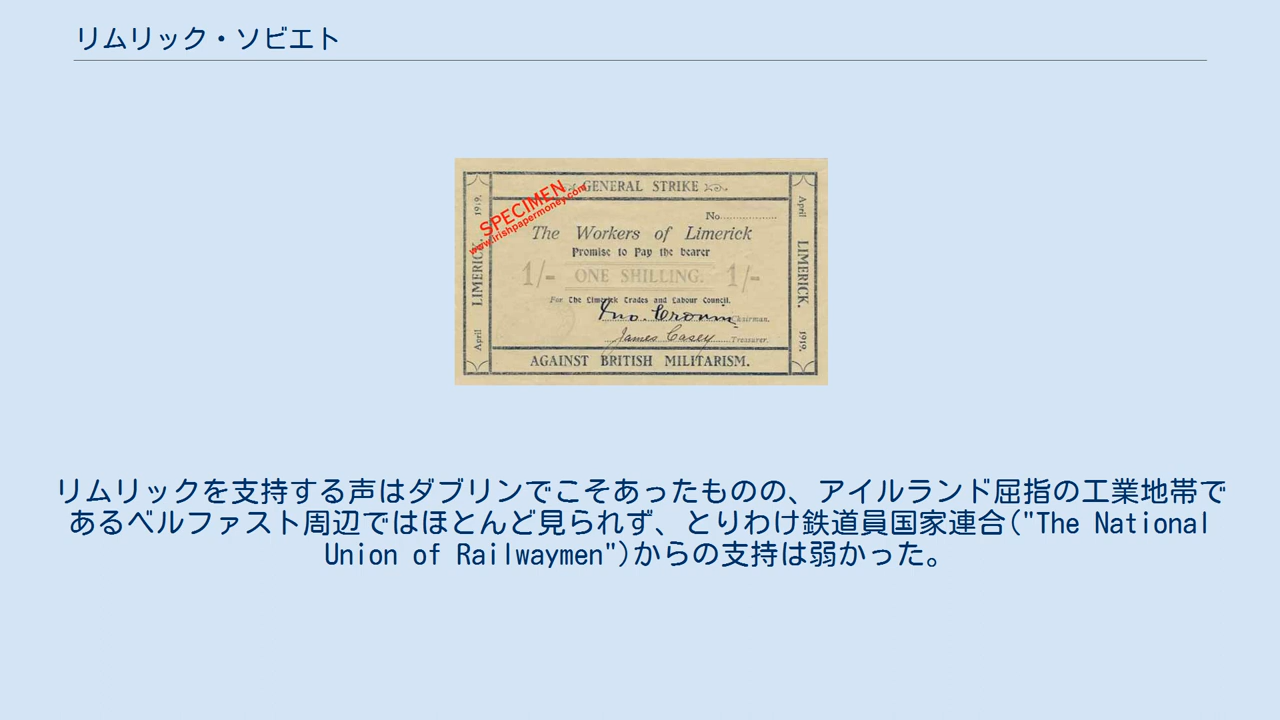 リムリック・ソビエト
GENERAL STRIKE
SPECIMEN
www.irishpapermoney.com
No.
The Workers of Limerick
Promise to Pay the bearer
1/- ONE SHILLING. 1/-
For The Limerick Trades and Labour Council.
Jno. Cronin Chairman.
James Casey Treasurer.
AGAINST BRITISH MILITARISM.
April LIMERICK. 1919.
April LIMERICK. 1919.
リムリックを支持する声はダブリンでこそあったものの、アイルランド屈指の工業地帯で
あるベルファスト周辺ではほとんど見られず、とりわけ鉄道員国家連合("The National
Union of Railwaymen")からの支持は弱かった。